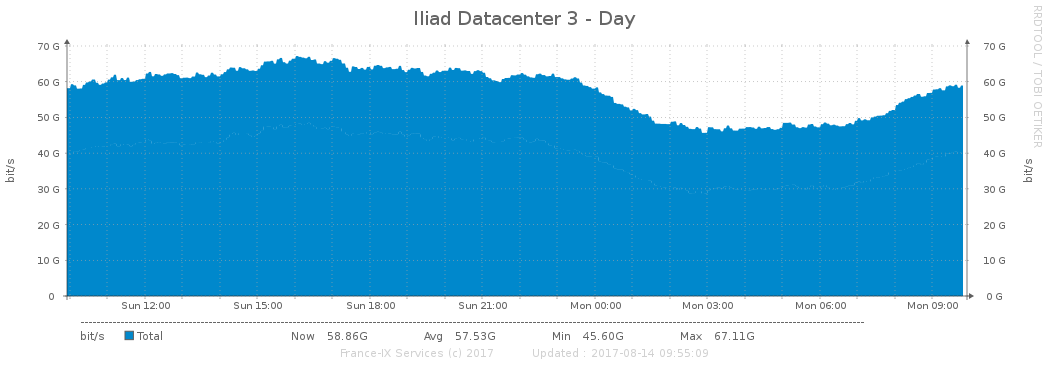 Iliad Datacenter 3 - Day
RRDTOOL / TOBI OETIKER
70 G 70 G
60 G 60 G
50 G 50 G
40 G 40 G
30 G 30 G
20 G 20 G
10 G 10 G
0 0 G
bit/s bit/s
Sun 12:00 Sun 15:00 Sun 18:00 Sun 21:00 Mon 00:00 Mon 03:00 Mon 06:00 Mon 09:00
bit/s Total Now 58.86G Avg 57.53G Min 45.60G Max 67.11G
France-IX Services (c) 2017 Updated : 2017-08-14 09:55:09